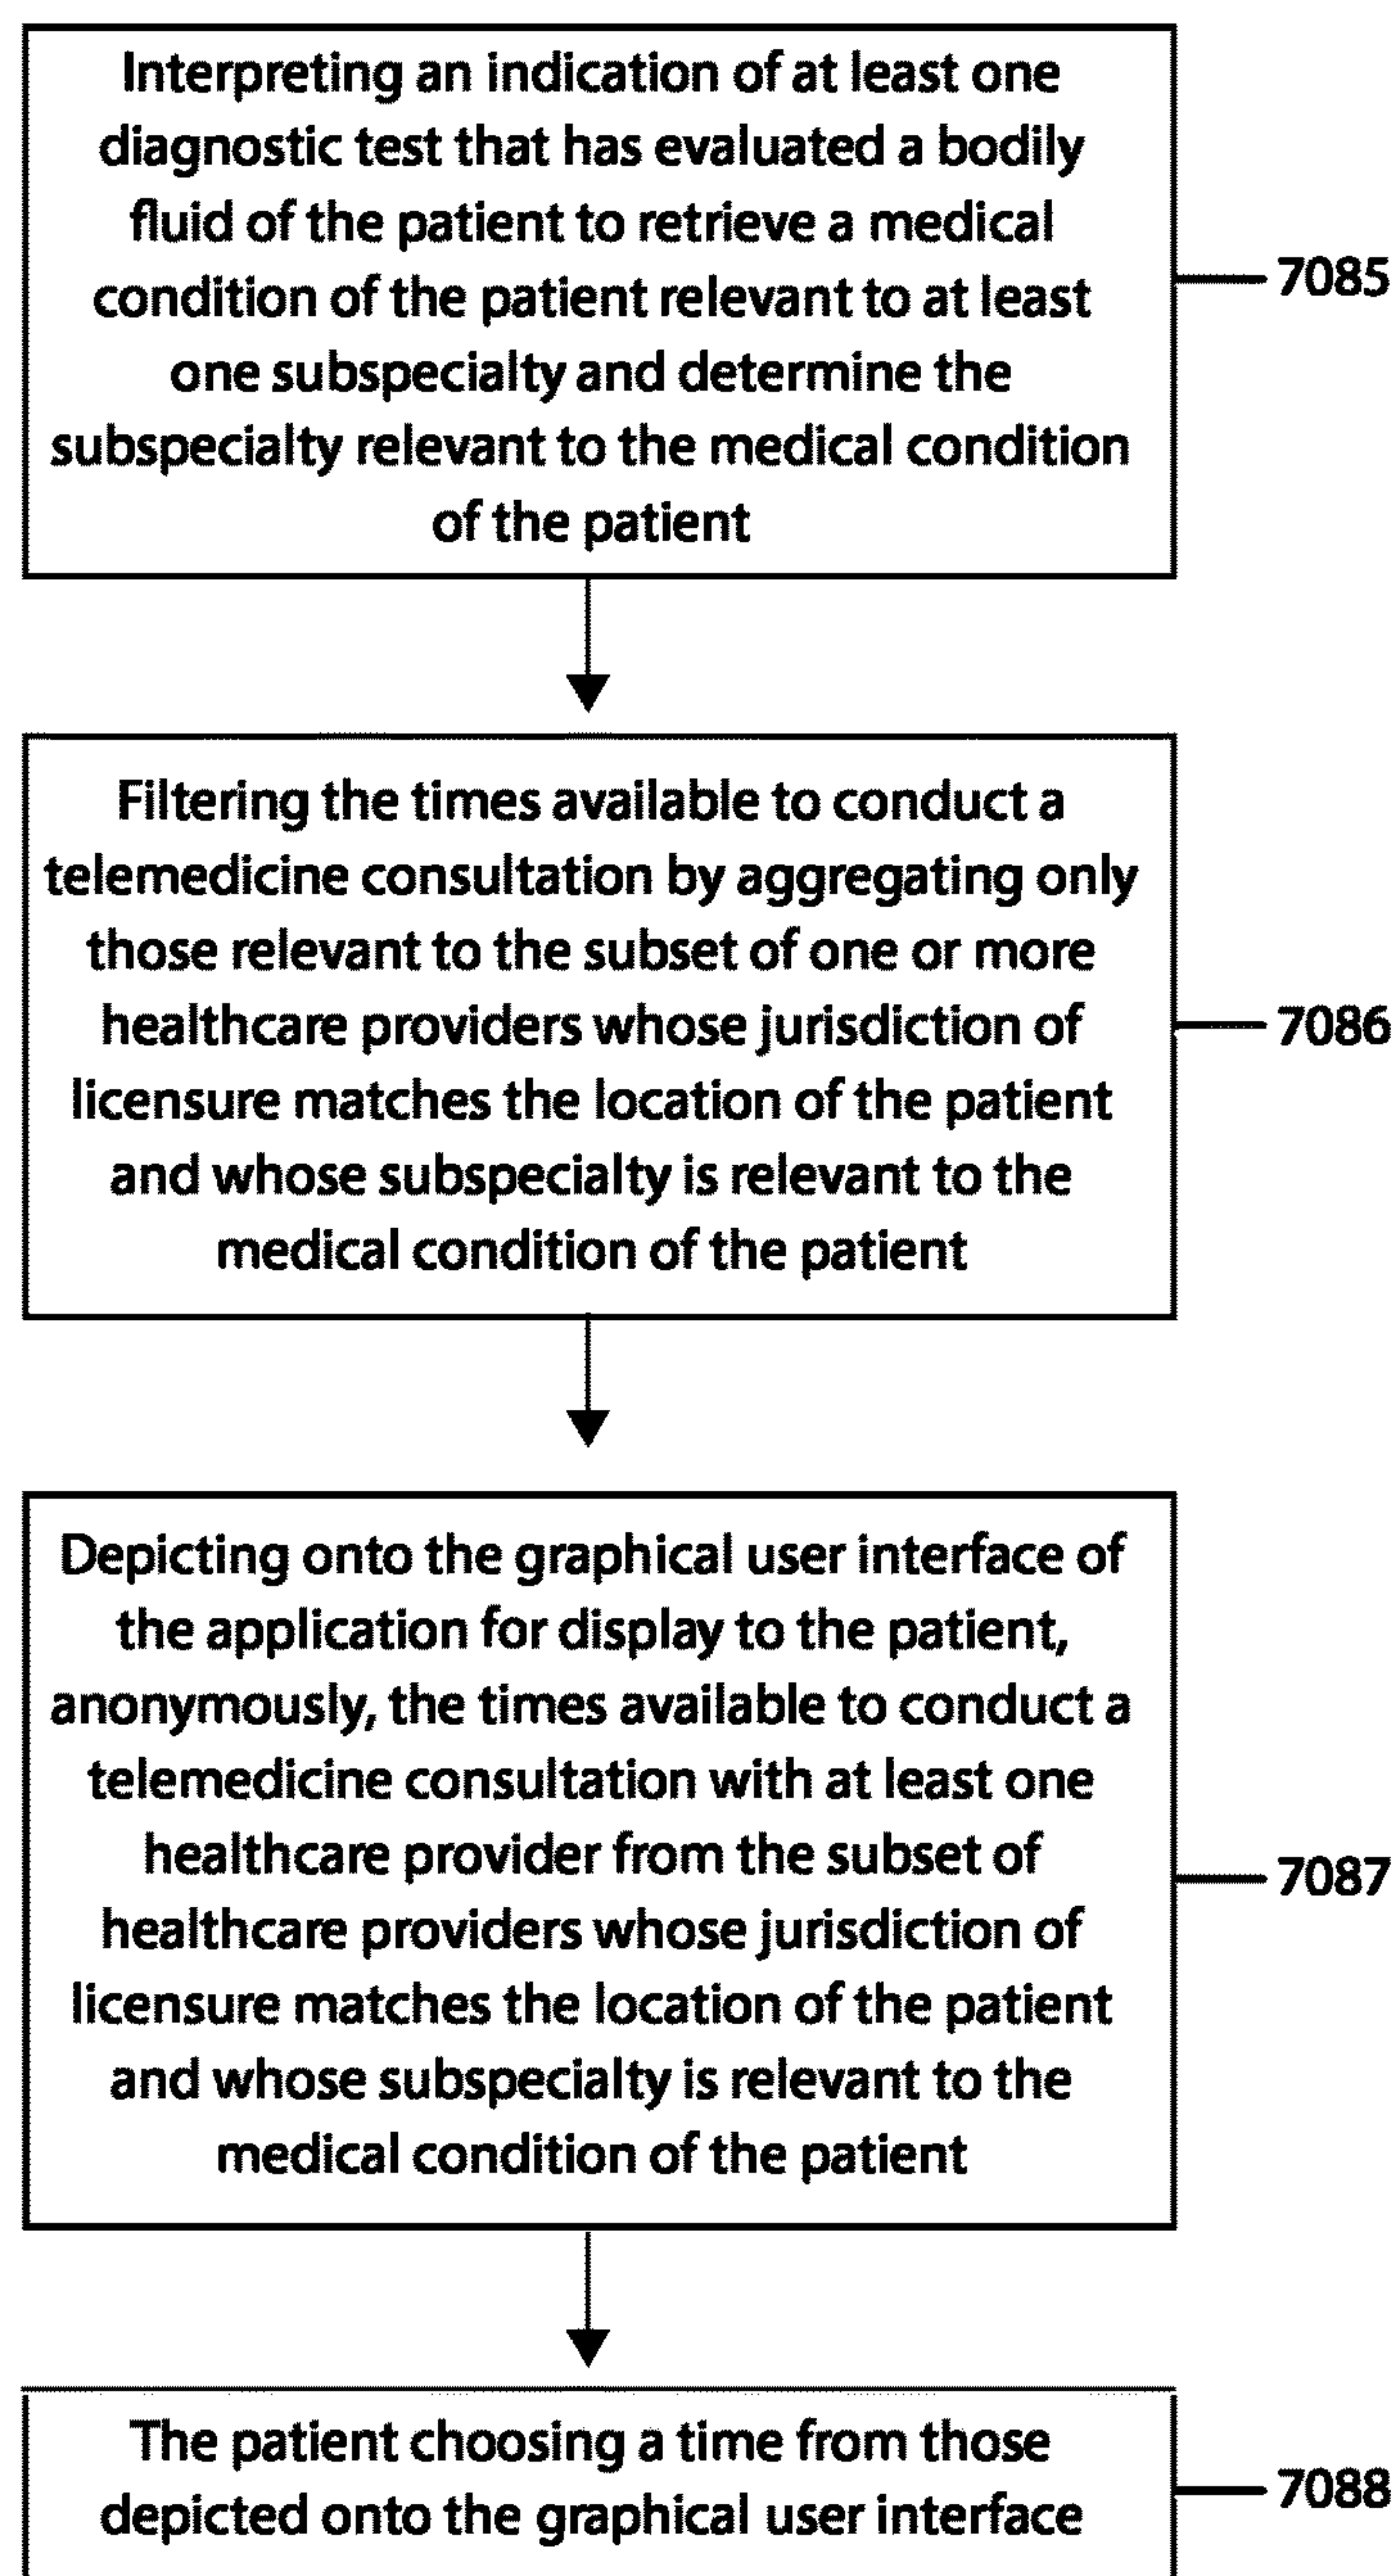 Interpreting an indication of at least one
diagnostic test that has evaluated a bodily
fluid of the patient to retrieve a medical
condition of the patient relevant to at least
one subspecialty and determine the
subspecialty relevant to the medical condition
of the patient
7085
Filtering the times available to conduct a
telemedicine consultation by aggregating only
those relevant to the subset of one or more
healthcare providers whose jurisdiction of
licensure matches the location of the patient
and whose subspecialty is relevant to the
medical condition of the patient
7086
Depicting onto the graphical user interface of
the application for display to the patient,
anonymously, the times available to conduct a
telemedicine consultation with at least one
healthcare provider from the subset of
healthcare providers whose jurisdiction of
licensure matches the location of the patient
and whose subspecialty is relevant to the
medical condition of the patient
7087
The patient choosing a time from those
depicted onto the graphical user interface
7088